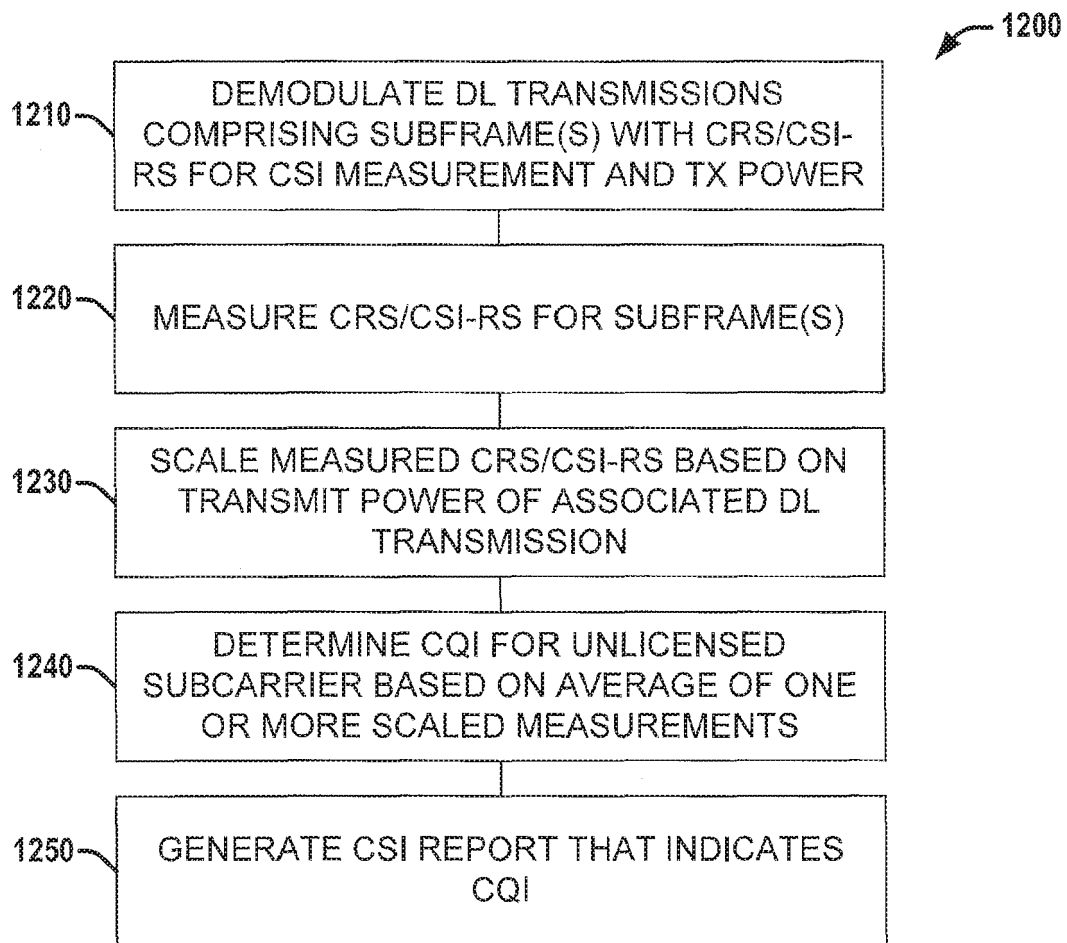 1200
1210
DEMODULATE DL TRANSMISSIONS
COMPRISING SUBFRAME(S) WITH CRS/CSI-
RS FOR CSI MEASUREMENT AND TX POWER
1220
MEASURE CRS/CSI-RS FOR SUBFRAME(S)
1230
SCALE MEASURED CRS/CSI-RS BASED ON
TRANSMIT POWER OF ASSOCIATED DL
TRANSMISSION
1240
DETERMINE CQI FOR UNLICENSED
SUBCARRIER BASED ON AVERAGE OF ONE
OR MORE SCALED MEASUREMENTS
1250
GENERATE CSI REPORT THAT INDICATES
CQI